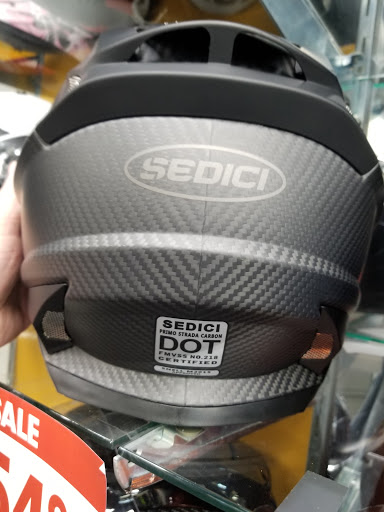 SEDICI
SEDICI
PRIMO STRADA CARBON
DOT
FMVSS NO.218
CERTIFIED
SALE